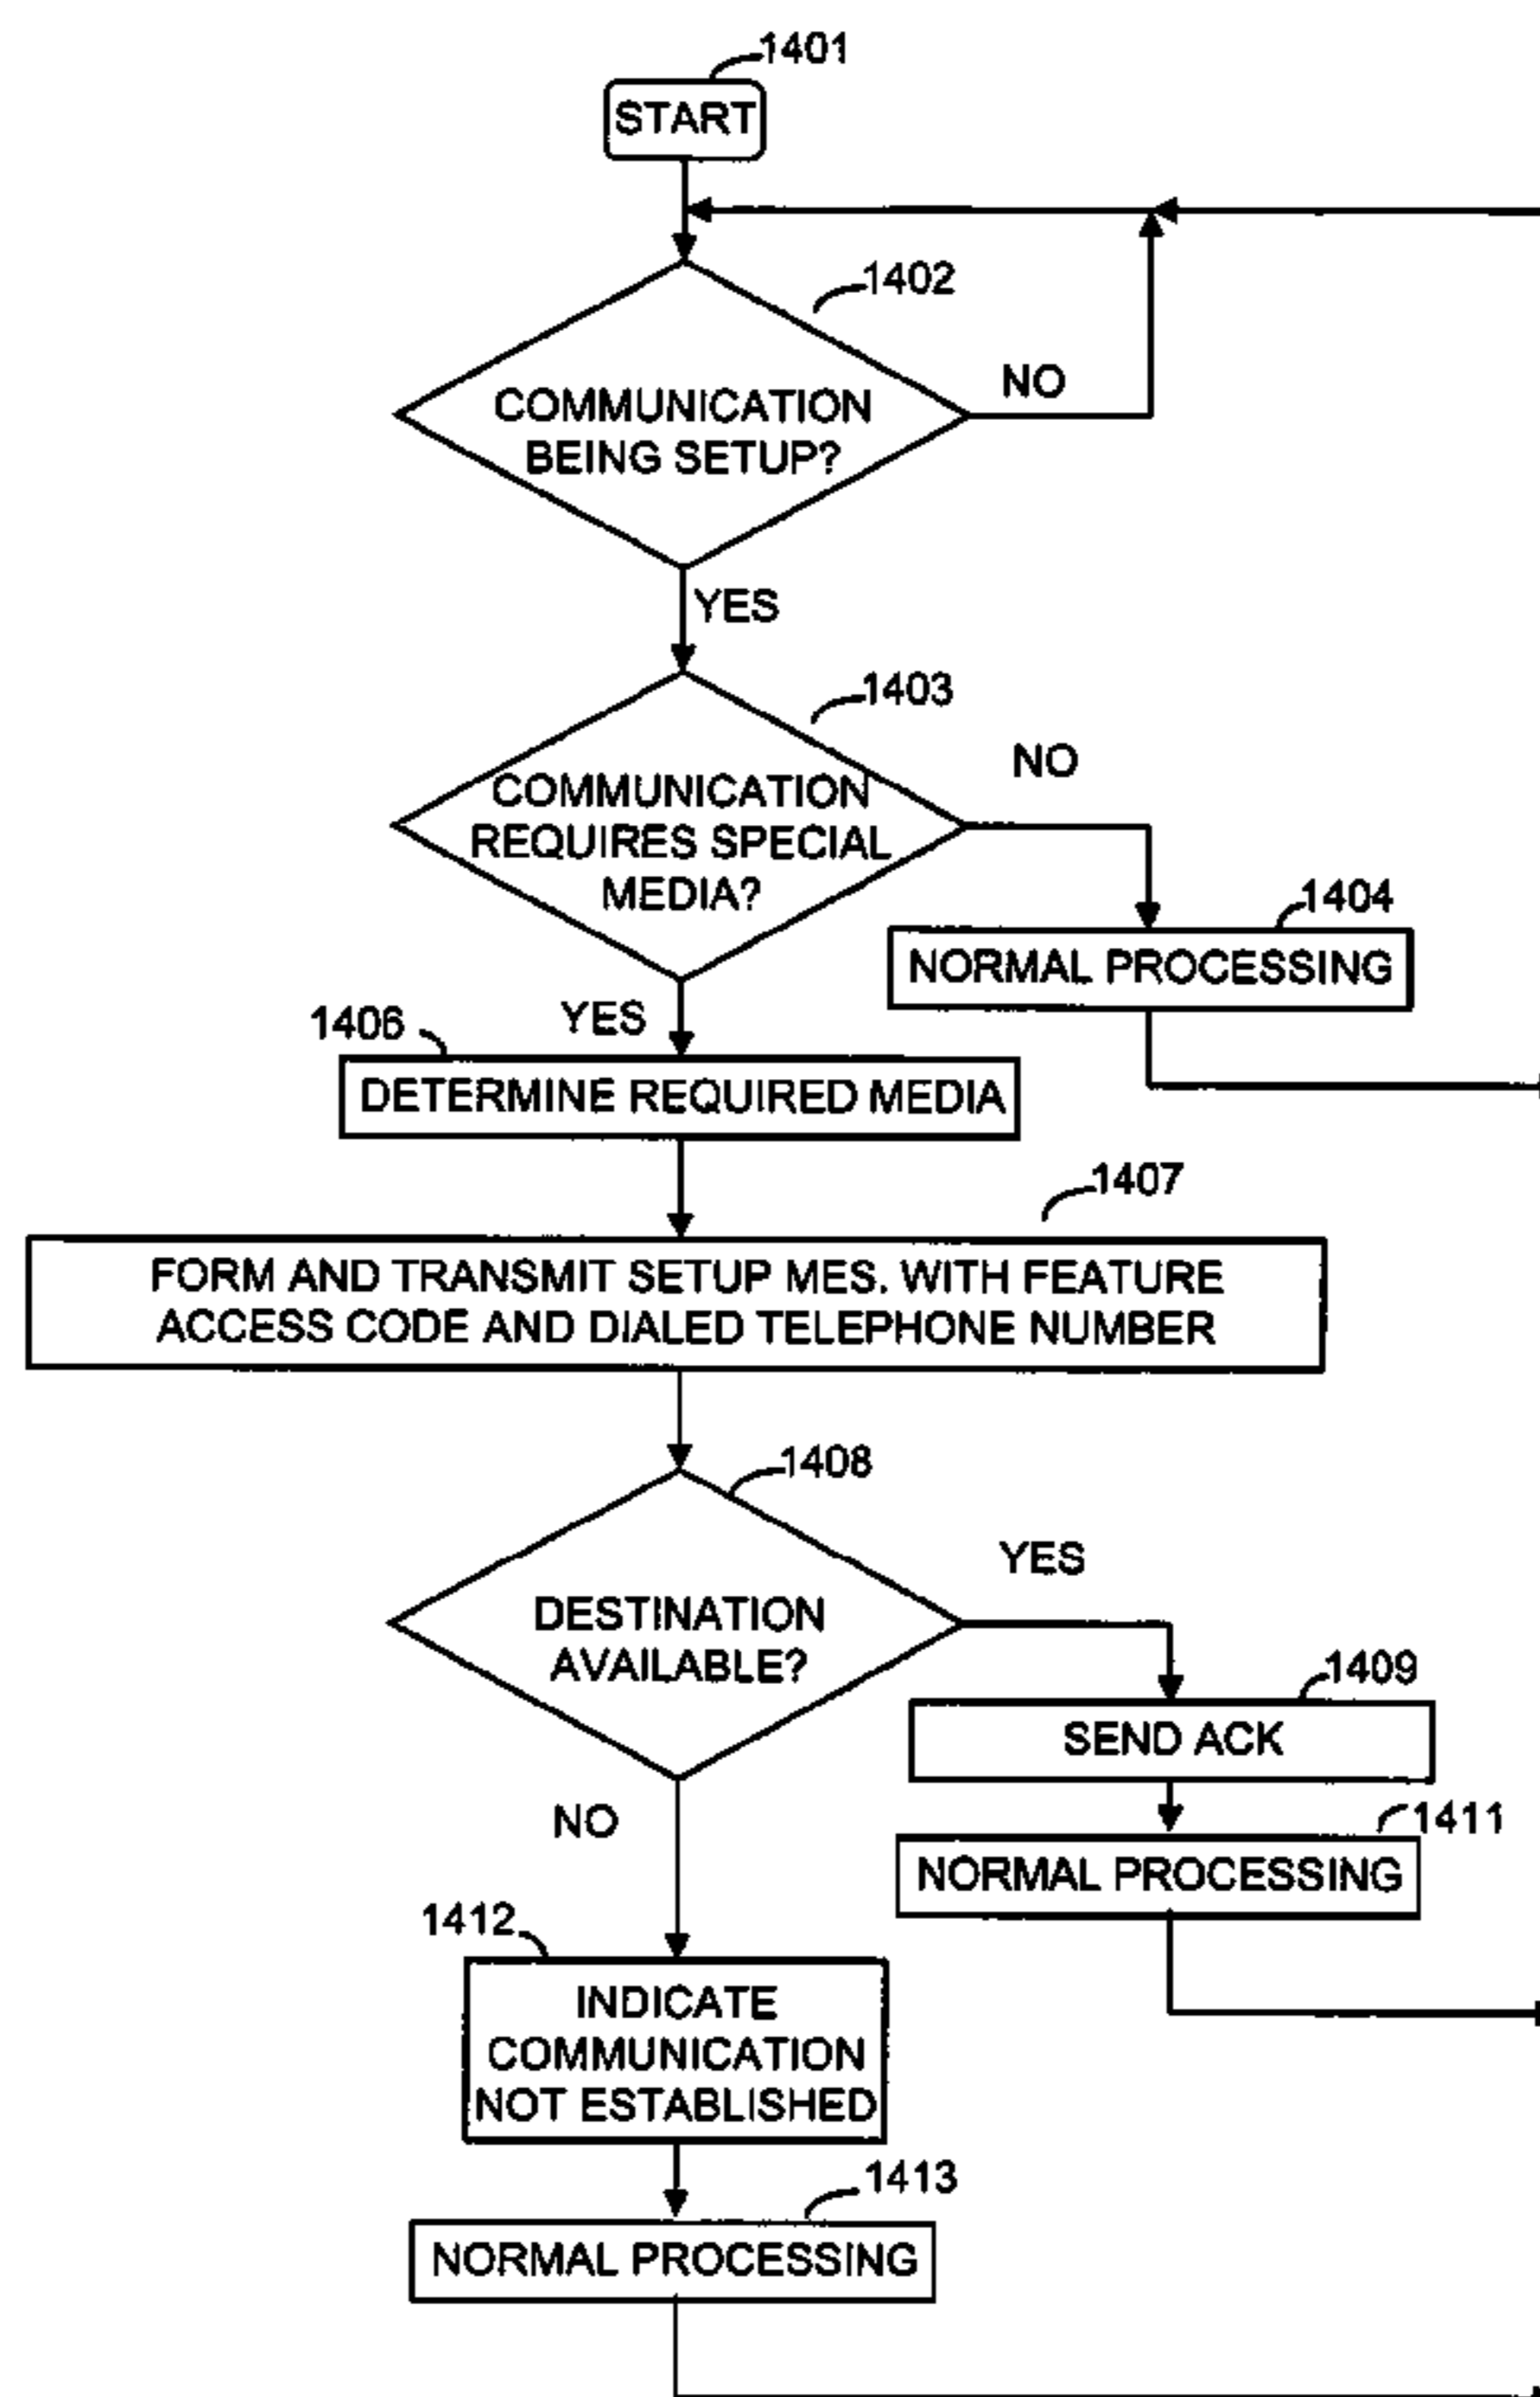 1401
START
1402
COMMUNICATION
BEING SETUP?
NO
YES
1403
COMMUNICATION
REQUIRES SPECIAL
MEDIA?
NO
1404
NORMAL PROCESSING
YES
1406
DETERMINE REQUIRED MEDIA
1407
FORM AND TRANSMIT SETUP MES. WITH FEATURE
ACCESS CODE AND DIALED TELEPHONE NUMBER
1408
DESTINATION
AVAILABLE?
YES
1409
SEND ACK
1411
NORMAL PROCESSING
NO
1412
INDICATE
COMMUNICATION
NOT ESTABLISHED
1413
NORMAL PROCESSING